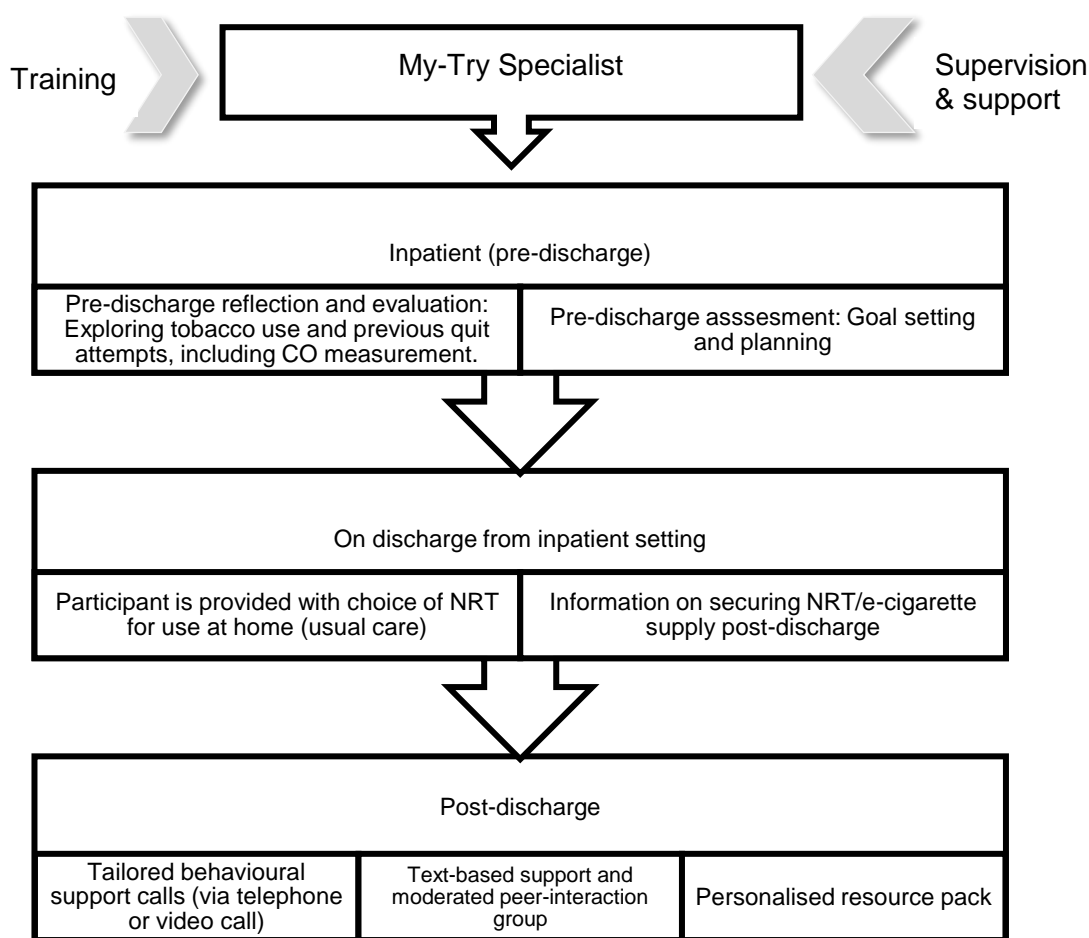 Training
My-Try Specialist
Supervision
& support
Inpatient (pre-discharge)
Pre-discharge reflection and evaluation:
Exploring tobacco use and previous quit
attempts, including CO measurement.
Pre-discharge asssesment: Goal setting
and planning
On discharge from inpatient setting
Participant is provided with choice of NRT
for use at home (usual care)
Information on securing NRT/e-cigarette
supply post-discharge
Post-discharge
Tailored behavioural
support calls (via telephone
or video call)
Text-based support and
moderated peer-interaction
group
Personalised resource pack